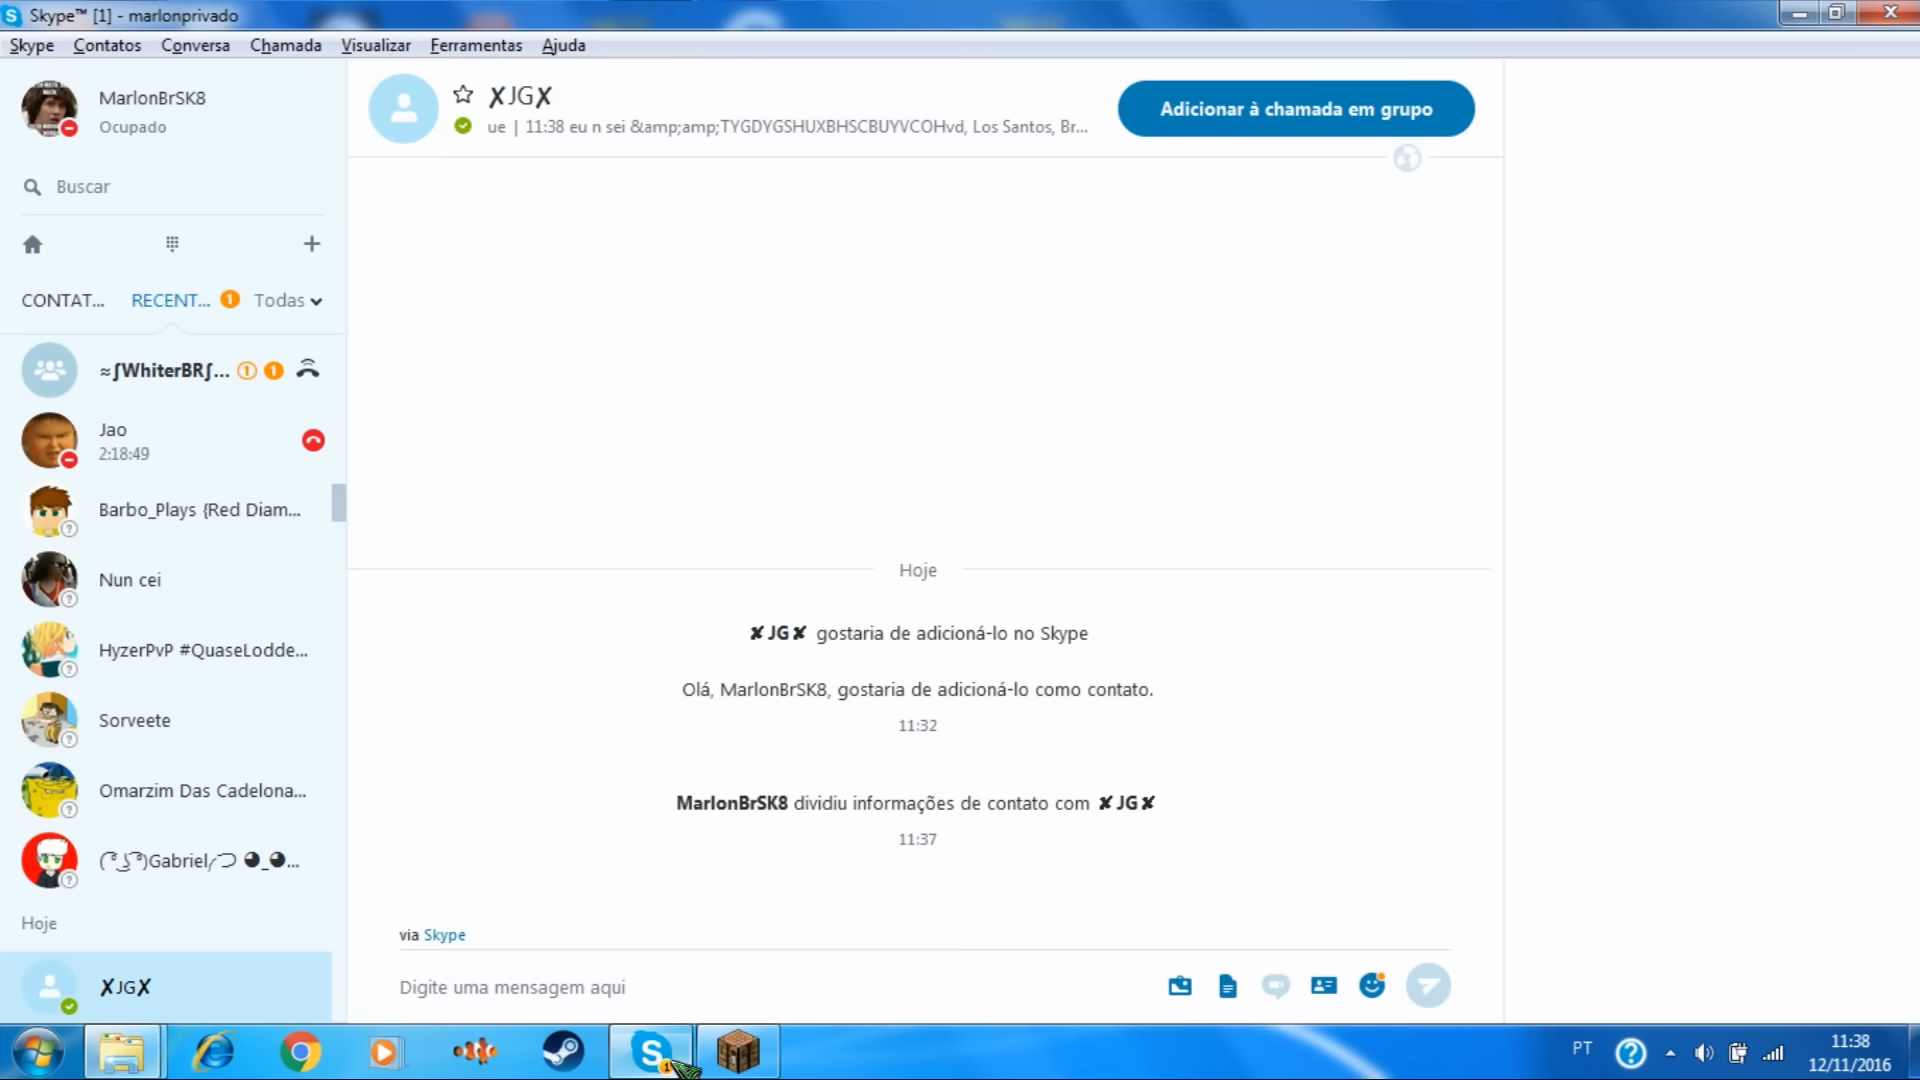 Skype™ [1] - marlonprivado
Skype Contatos Conversa Chamada Visualizar Ferramentas Ajuda
MarlonBrSK8
Ocupado
Buscar
CONTAT... RECENT... 1 Todas
≈ʃWhiterBRʃ... 1 1
Jao
2:18:49
Barbo_Plays {Red Diam...
Nun cei
HyzerPvP #QuaseLodde...
Sorveete
Omarzim Das Cadelona...
( ͡° ͜ʖ ͡°)Gabriel╭⊃ ◕_◕...
Hoje
✘JG✘
✘JG✘
ue | 11:38 eu n sei &amp;amp;TYGDYGSHUXBHSCBUYVCOHvd, Los Santos, Br...
Adicionar à chamada em grupo
Hoje
✘JG✘ gostaria de adicioná-lo no Skype
Olá, MarlonBrSK8, gostaria de adicioná-lo como contato.
11:32
MarlonBrSK8 dividiu informações de contato com ✘JG✘
11:37
via Skype
Digite uma mensagem aqui
PT
11:38
12/11/2016